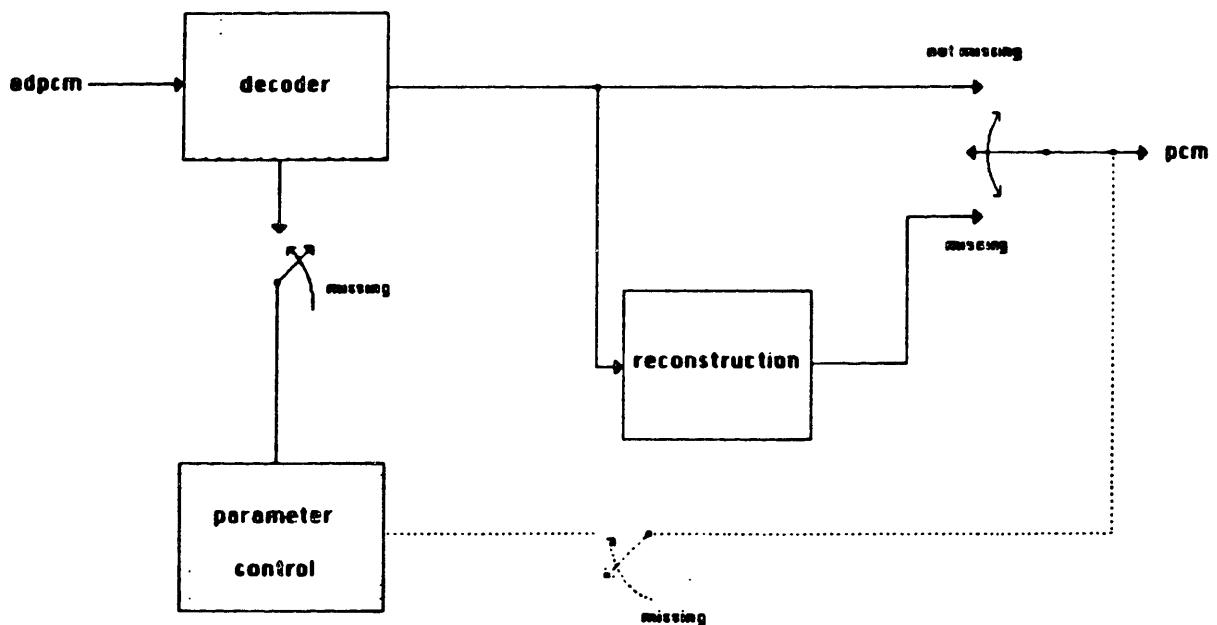 not missing
adpcm
decoder
pcm
missing
missing
reconstruction
parameter
control
missing